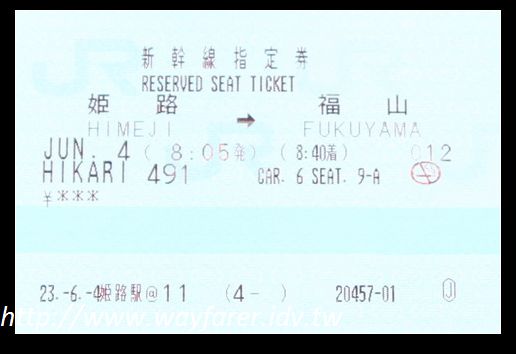 新幹線指定券
RESERVED SEAT TICKET
姫 路 ➡ 福 山
HIMEJI FUKUYAMA
JUN. 4 ( 8:05発) (8:40着) 012
HIKARI 491 CAR. 6 SEAT. 9-A
¥***
23.-6.-4姫路駅@11 (4- ) 20457-01 Ⓙ
http://www.wayfarer.idv.tw